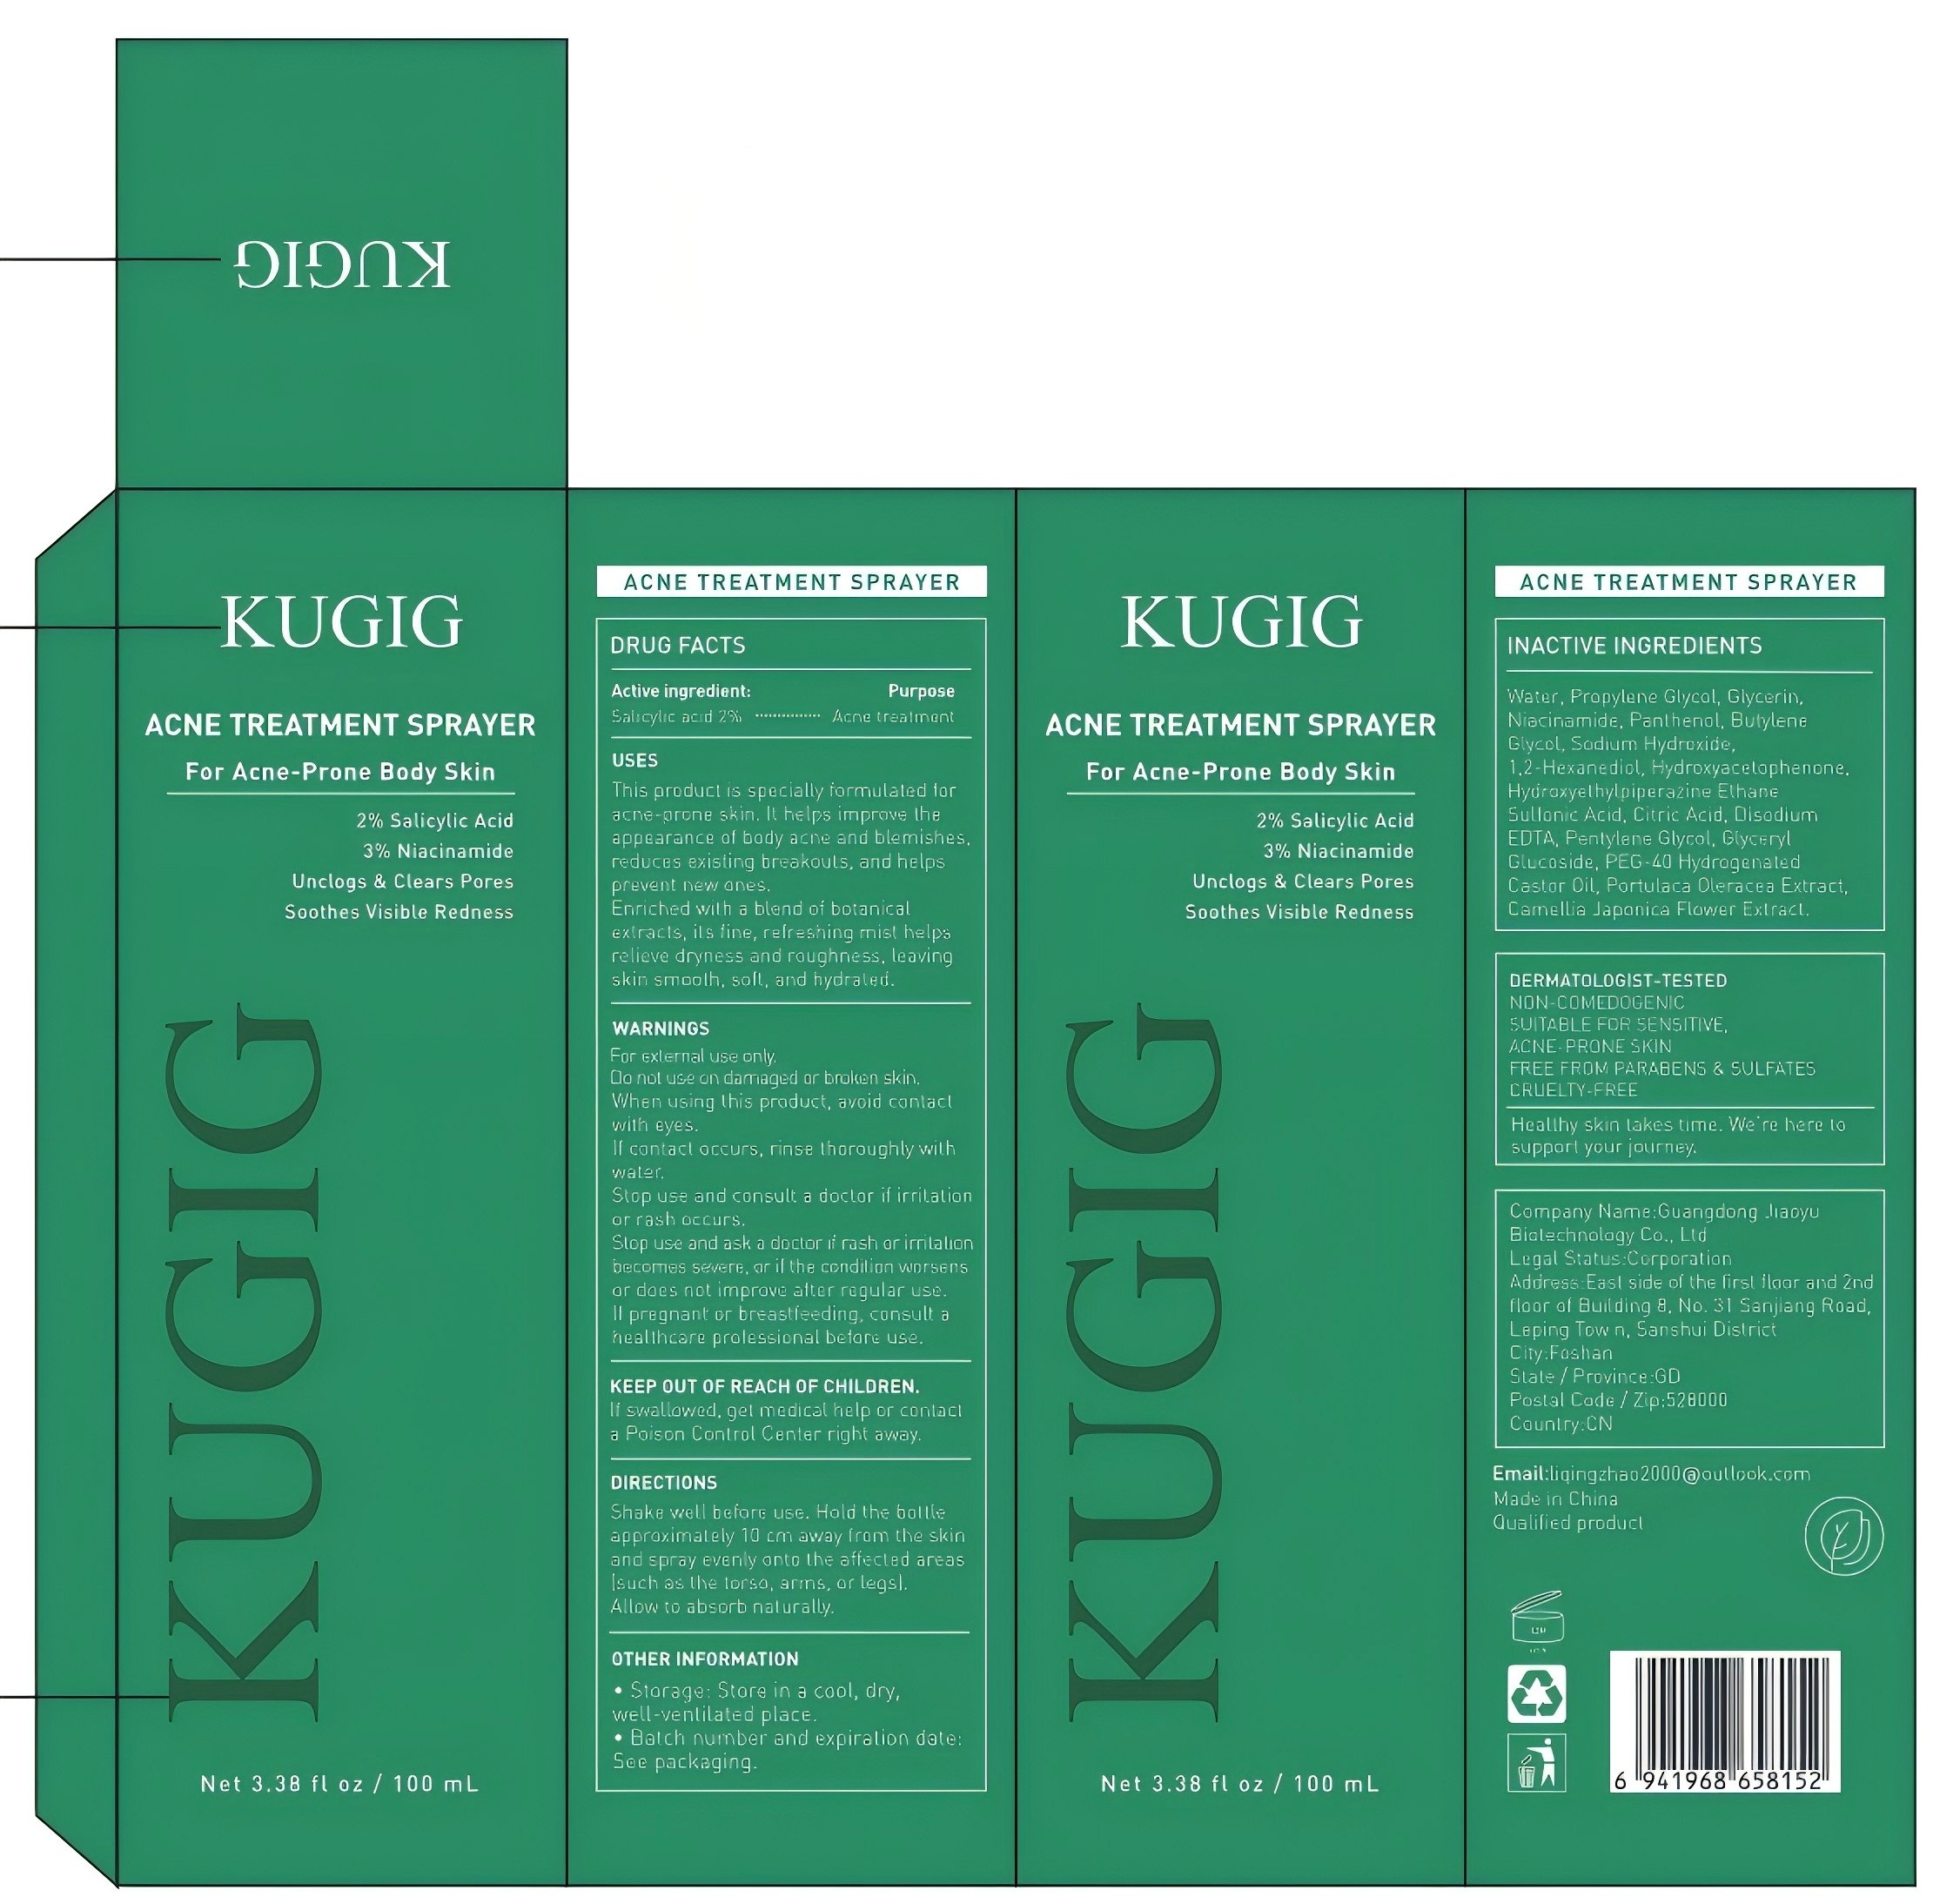 KUGIG
KUGIG
ACNE TREATMENT SPRAYER
For Acne-Prone Body Skin
2% Salicylic Acid
3% Niacinamide
Unclogs & Clears Pores
Soothes Visible Redness
KUGIG
Net 3.38 fl oz / 100 mL
ACNE TREATMENT SPRAYER
DRUG FACTS
Active ingredient: Purpose
Salicylic acid 2% ·············· Acne treatment
USES
This product is specially formulated for
acne-prone skin. It helps improve the
appearance of body acne and blemishes,
reduces existing breakouts, and helps
prevent new ones.
Enriched with a blend of botanical
extracts, its fine, refreshing mist helps
relieve dryness and roughness, leaving
skin smooth, soft, and hydrated.
WARNINGS
For external use only.
Do not use on damaged or broken skin.
When using this product, avoid contact
with eyes.
If contact occurs, rinse thoroughly with
water.
Stop use and consult a doctor if irritation
or rash occurs.
Stop use and ask a doctor if rash or irritation
becomes severe, or if the condition worsens
or does not improve after regular use.
If pregnant or breastfeeding, consult a
healthcare professional before use.
KEEP OUT OF REACH OF CHILDREN.
If swallowed, get medical help or contact
a Poison Control Center right away.
DIRECTIONS
Shake well before use. Hold the bottle
approximately 10 cm away from the skin
and spray evenly onto the affected areas
(such as the torso, arms, or legs).
Allow to absorb naturally.
OTHER INFORMATION
• Storage: Store in a cool, dry,
well-ventilated place.
• Batch number and expiration date:
See packaging.
KUGIG
ACNE TREATMENT SPRAYER
For Acne-Prone Body Skin
2% Salicylic Acid
3% Niacinamide
Unclogs & Clears Pores
Soothes Visible Redness
KUGIG
Net 3.38 fl oz / 100 mL
ACNE TREATMENT SPRAYER
INACTIVE INGREDIENTS
Water, Propylene Glycol, Glycerin,
Niacinamide, Panthenol, Butylene
Glycol, Sodium Hydroxide,
1,2-Hexanediol, Hydroxyacetophenone,
Hydroxyethylpiperazine Ethane
Sulfonic Acid, Citric Acid, Disodium
EDTA, Pentylene Glycol, Glyceryl
Glucoside, PEG-40 Hydrogenated
Castor Oil, Portulaca Oleracea Extract,
Camellia Japonica Flower Extract.
DERMATOLOGIST-TESTED
NON-COMEDOGENIC
SUITABLE FOR SENSITIVE,
ACNE-PRONE SKIN
FREE FROM PARABENS & SULFATES
CRUELTY-FREE
Healthy skin takes time. We're here to
support your journey.
Company Name:Guangdong Jiaoyu
Biotechnology Co., Ltd
Legal Status:Corporation
Address:East side of the first floor and 2nd
floor of Building 8, No. 31 Sanjiang Road,
Leping Tow n, Sanshui District
City:Foshan
State / Province:GD
Postal Code / Zip:528000
Country:CN
Email:liqingzhao2000@outlook.com
Made in China
Qualified product
6 941968 658152